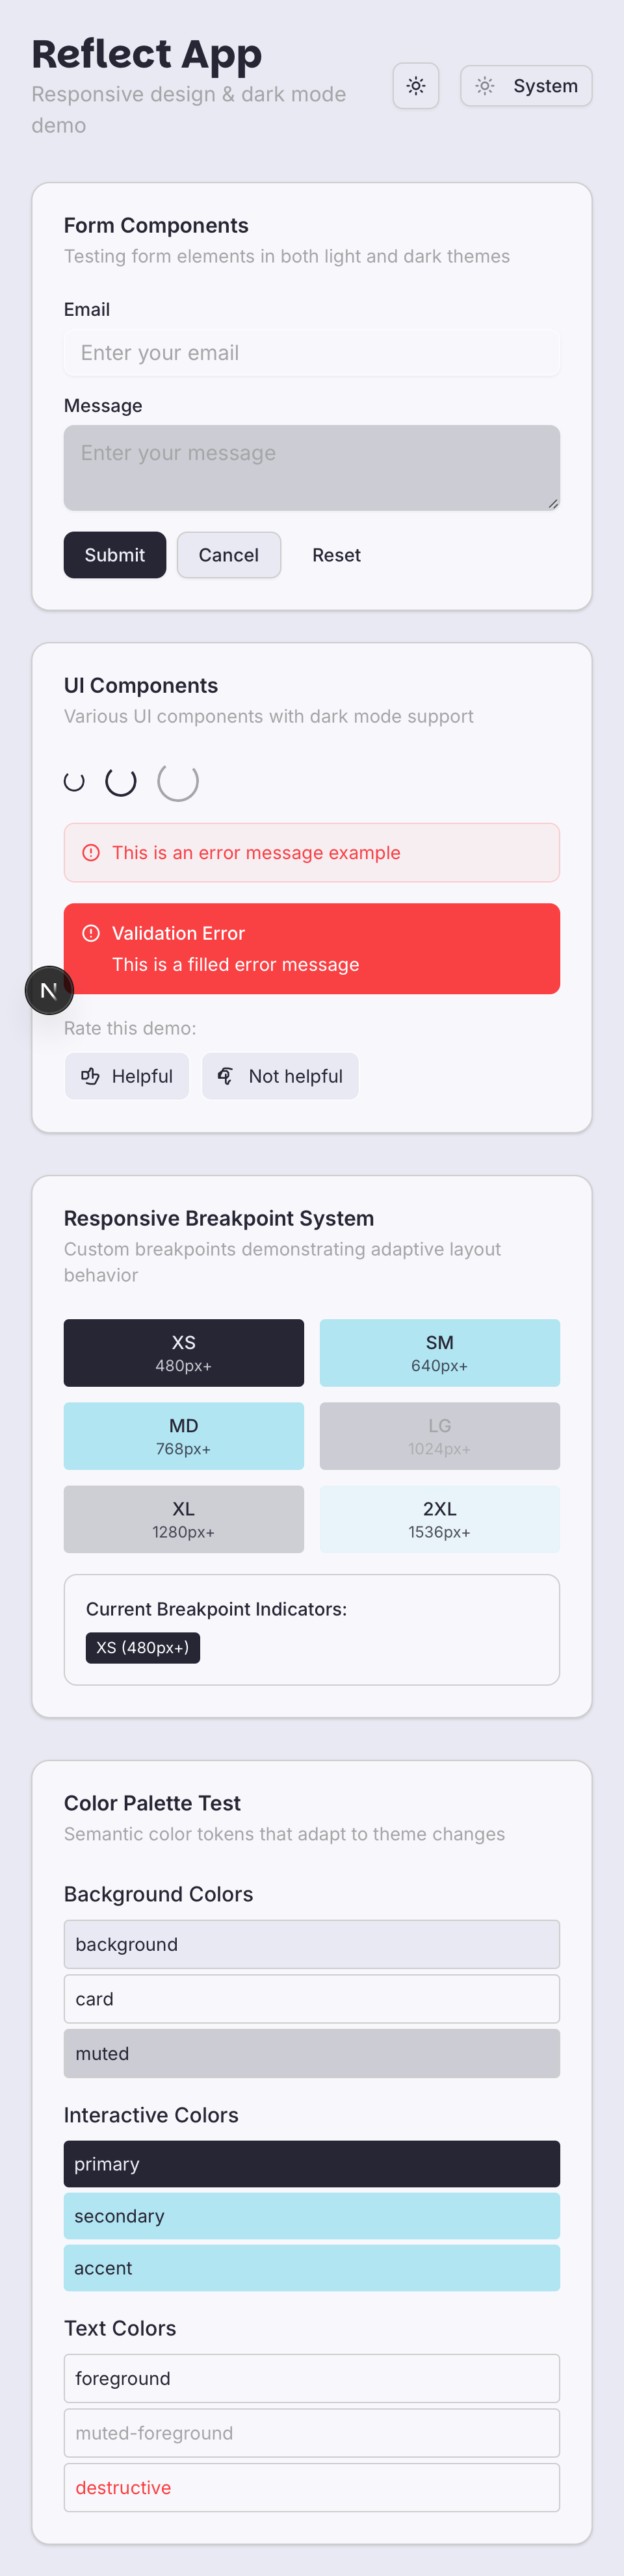 Reflect App
Responsive design & dark mode
demo
System
Form Components
Testing form elements in both light and dark themes
Email
Enter your email
Message
Enter your message
Submit
Cancel
Reset
UI Components
Various UI components with dark mode support
This is an error message example
Validation Error
This is a filled error message
N
Rate this demo:
Helpful
Not helpful
Responsive Breakpoint System
Custom breakpoints demonstrating adaptive layout
behavior
XS
480px+
SM
640px+
MD
768px+
LG
1024px+
XL
1280px+
2XL
1536px+
Current Breakpoint Indicators:
XS (480px+)
Color Palette Test
Semantic color tokens that adapt to theme changes
Background Colors
background
card
muted
Interactive Colors
primary
secondary
accent
Text Colors
foreground
muted-foreground
destructive